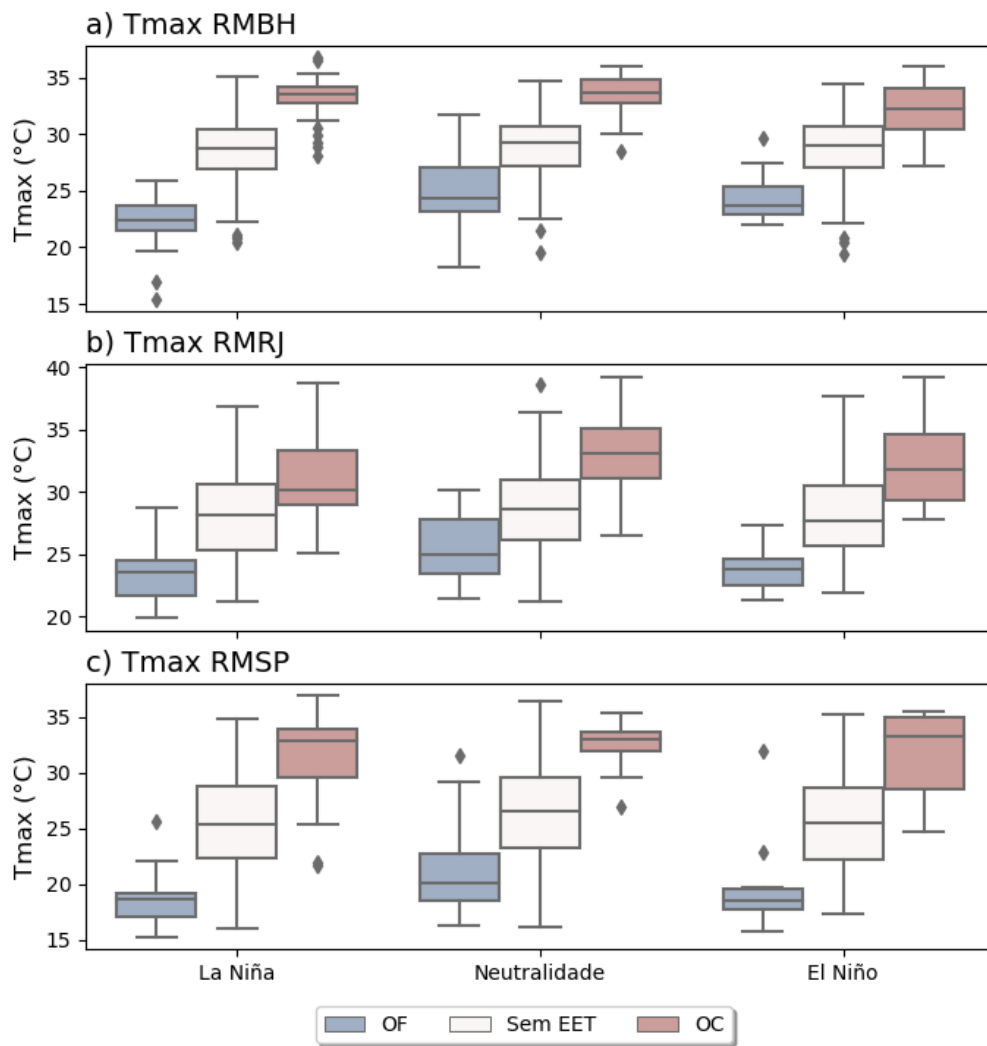 a) Tmax RMBH
Tmax (°C)
35
30
25
20
15
b) Tmax RMRJ
Tmax (°C)
40
35
30
25
20
c) Tmax RMSP
Tmax (°C)
35
30
25
20
15
La Niña Neutralidade El Niño
OF Sem EET OC